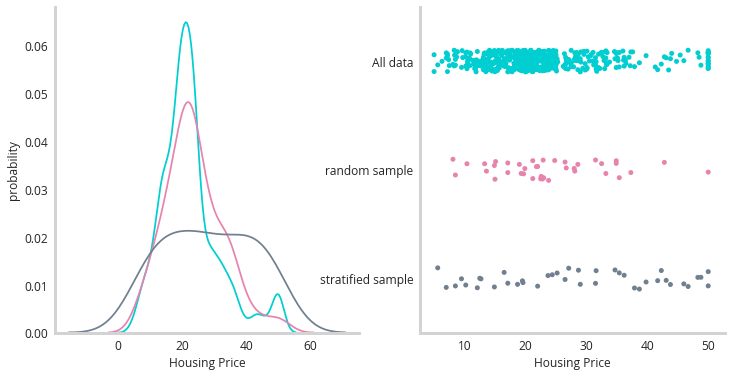 probability
0.06
0.05
0.04
0.03
0.02
0.01
0.00
0 20 40 60
Housing Price
All data
random sample
stratified sample
10 20 30 40 50
Housing Price